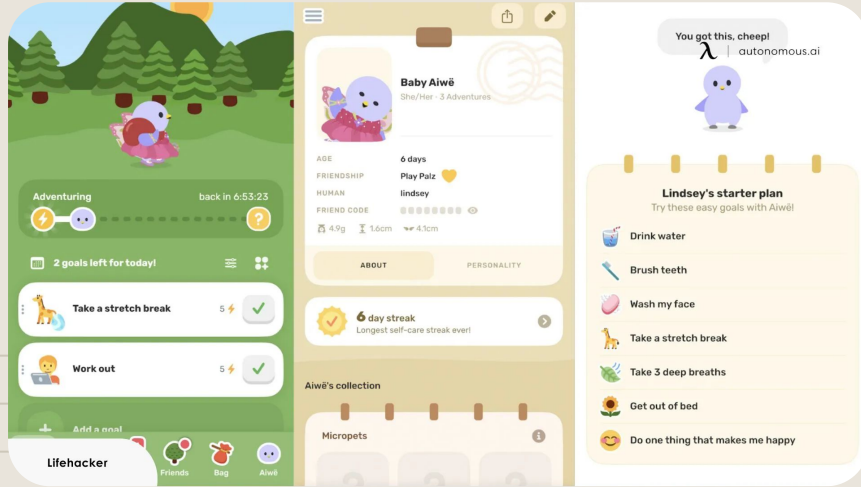 Adventuring
back in 6:53:23
?
2 goals left for today!
Take a stretch break
5
Work out
5
Add a goal
Friends
Bag
Aiwë
Lifehacker
Baby Aiwë
She/Her · 3 Adventures
AGE
6 days
FRIENDSHIP
Play Palz
HUMAN
lindsey
FRIEND CODE
4.9g
1.6cm
4.1cm
ABOUT
PERSONALITY
6 day streak
Longest self-care streak ever!
Aiwë's collection
Micropets
You got this, cheep!
λ | autonomous.ai
Lindsey's starter plan
Try these easy goals with Aiwë!
Drink water
Brush teeth
Wash my face
Take a stretch break
Take 3 deep breaths
Get out of bed
Do one thing that makes me happy